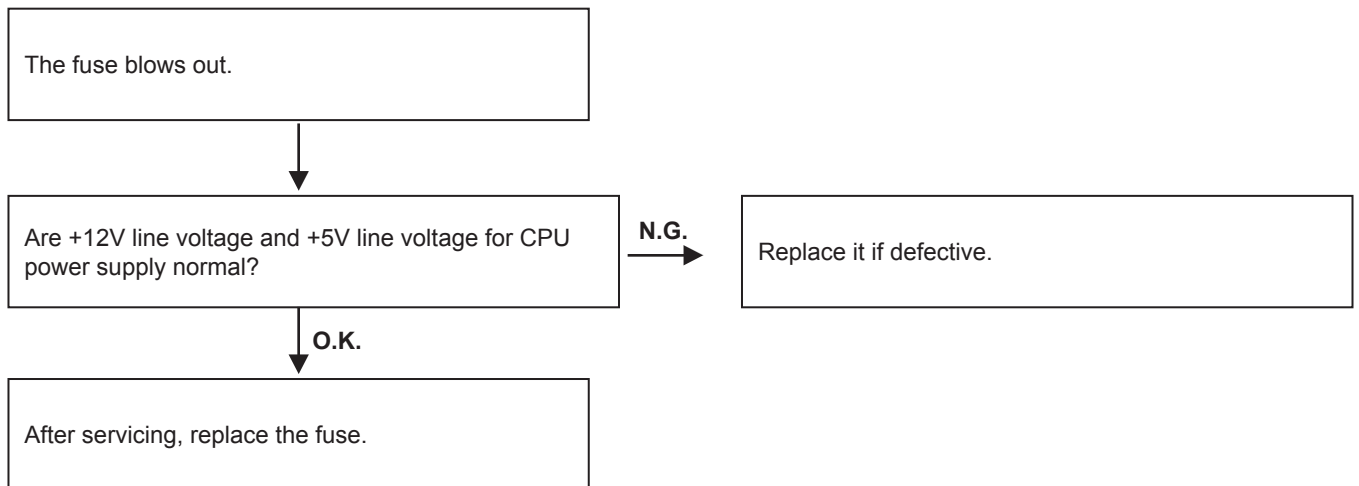 The fuse blows out.
Are +12V line voltage and +5V line voltage for CPU
power supply normal?
N.G.
Replace it if defective.
O.K.
After servicing, replace the fuse.